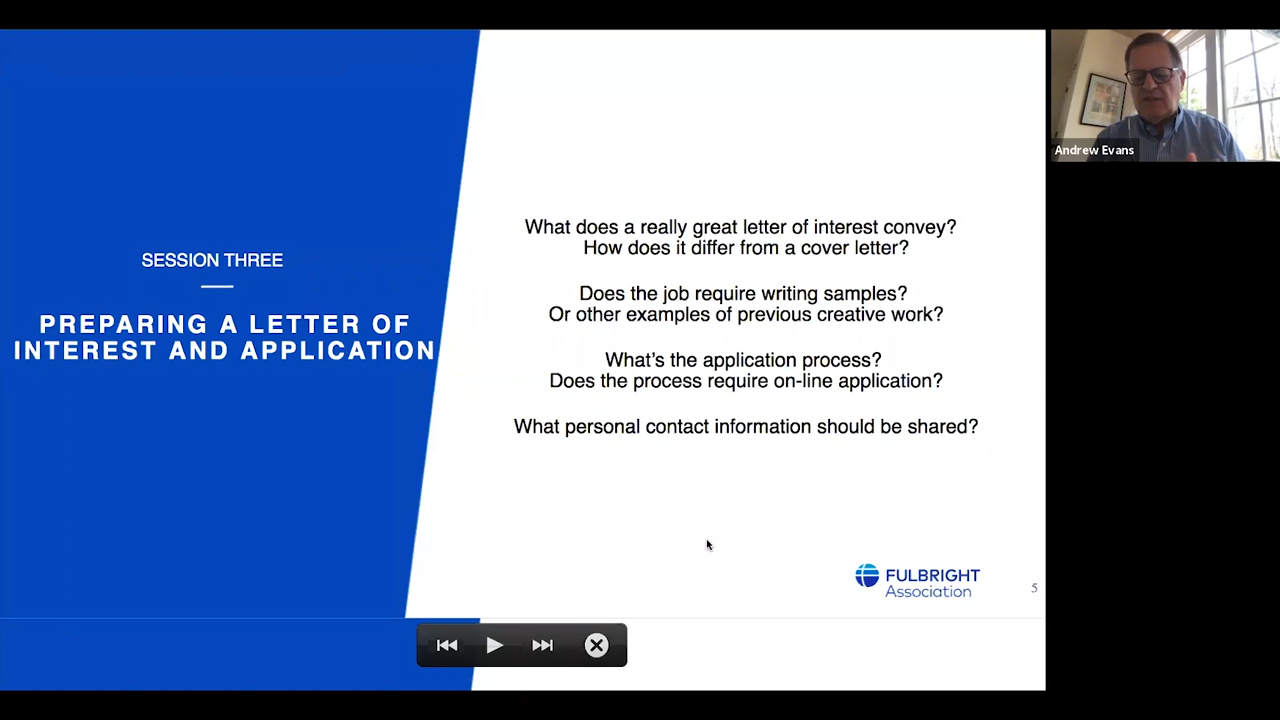 SESSION THREE
PREPARING A LETTER OF
INTEREST AND APPLICATION
What does a really great letter of interest convey?
How does it differ from a cover letter?
Does the job require writing samples?
Or other examples of previous creative work?
What's the application process?
Does the process require on-line application?
What personal contact information should be shared?
FULBRIGHT
Association
5
Andrew Evans